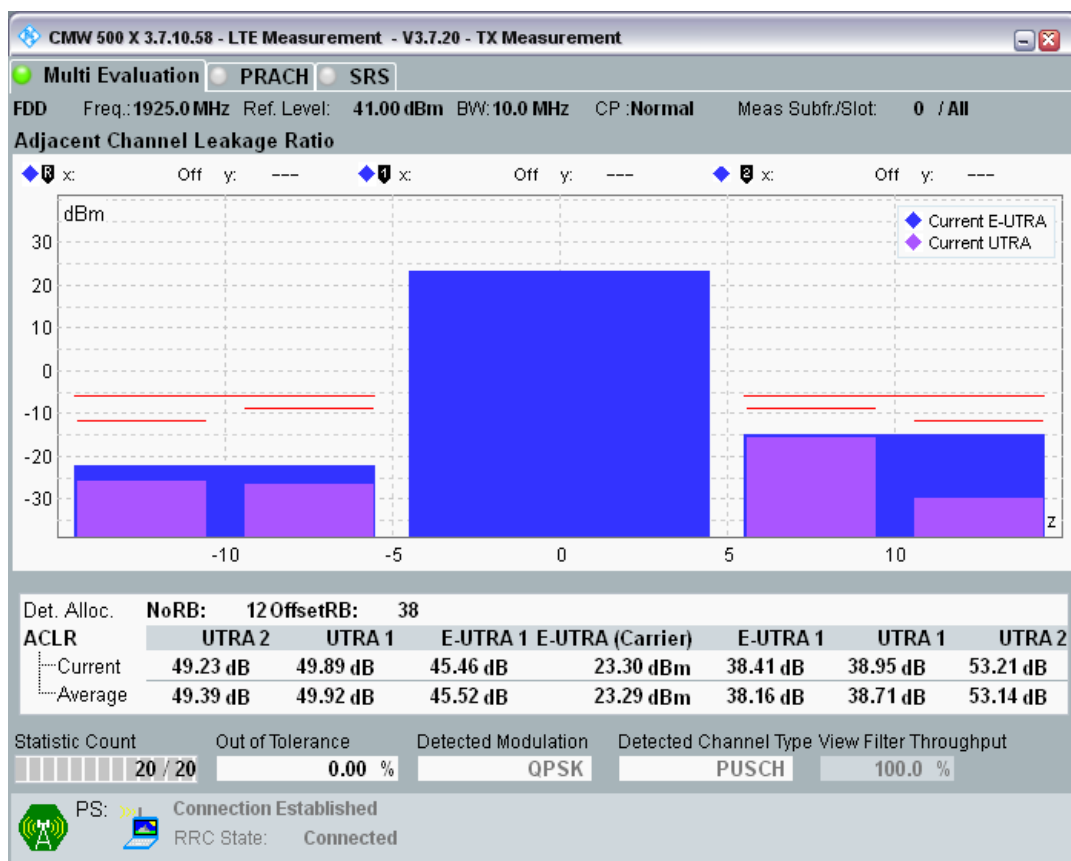 CMW 500 X 3.7.10.58 - LTE Measurement - V3.7.20 - TX Measurement
Multi Evaluation PRACH SRS
FDD Freq.: 1925.0 MHz Ref. Level: 41.00 dBm BW: 10.0 MHz CP : Normal Meas Subfr./Slot: 0 / All
Adjacent Channel Leakage Ratio
R x: Off y: --- 1 x: Off y: --- 2 x: Off y: ---
dBm
Current E-UTRA
Current UTRA
30
20
10
0
-10
-20
-30
z
-10 -5 0 5 10
Det. Alloc. NoRB: 12 OffsetRB: 38
ACLR UTRA 2 UTRA 1 E-UTRA 1 E-UTRA (Carrier) E-UTRA 1 UTRA 1 UTRA 2
Current 49.23 dB 49.89 dB 45.46 dB 23.30 dBm 38.41 dB 38.95 dB 53.21 dB
Average 49.39 dB 49.92 dB 45.52 dB 23.29 dBm 38.16 dB 38.71 dB 53.14 dB
Statistic Count Out of Tolerance Detected Modulation Detected Channel Type View Filter Throughput
20 / 20 0.00 % QPSK PUSCH 100.0 %
PS: Connection Established
RRC State: Connected